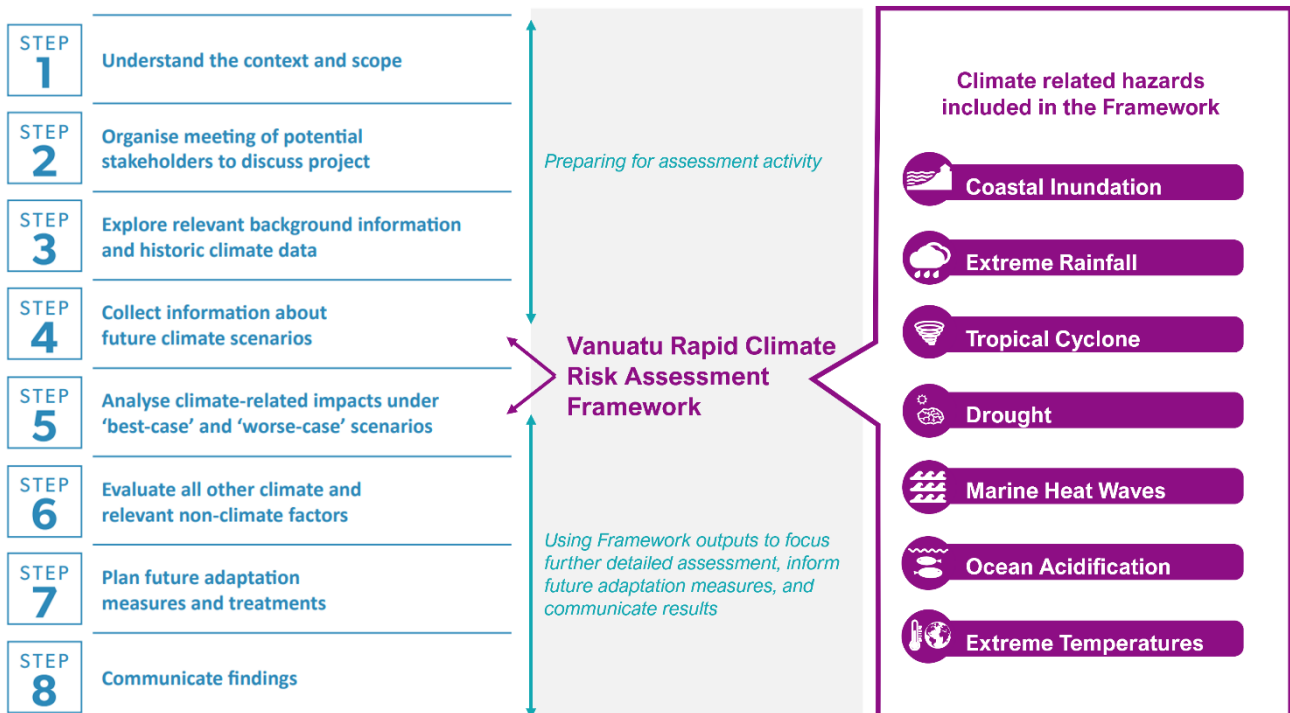 STEP
1
Understand the context and scope
STEP
2
Organise meeting of potential
stakeholders to discuss project
STEP
3
Explore relevant background information
and historic climate data
STEP
4
Collect information about
future climate scenarios
STEP
5
Analyse climate-related impacts under
‘best-case’ and ‘worse-case’ scenarios
STEP
6
Evaluate all other climate and
relevant non-climate factors
STEP
7
Plan future adaptation
measures and treatments
STEP
8
Communicate findings
Preparing for assessment activity
Vanuatu Rapid Climate
Risk Assessment
Framework
Using Framework outputs to focus
further detailed assessment, inform
future adaptation measures, and
communicate results
Climate related hazards
included in the Framework
Coastal Inundation
Extreme Rainfall
Tropical Cyclone
Drought
Marine Heat Waves
Ocean Acidification
Extreme Temperatures